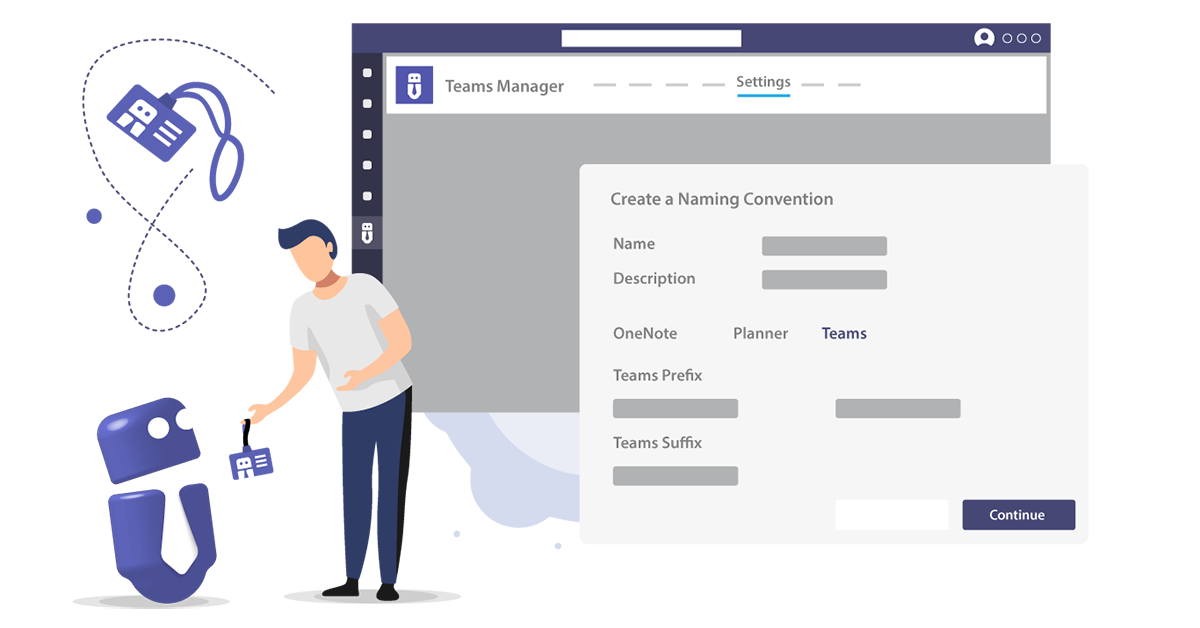 Teams Manager
Settings
Create a Naming Convention
Name
Description
OneNote Planner Teams
Teams Prefix
Teams Suffix
Continue